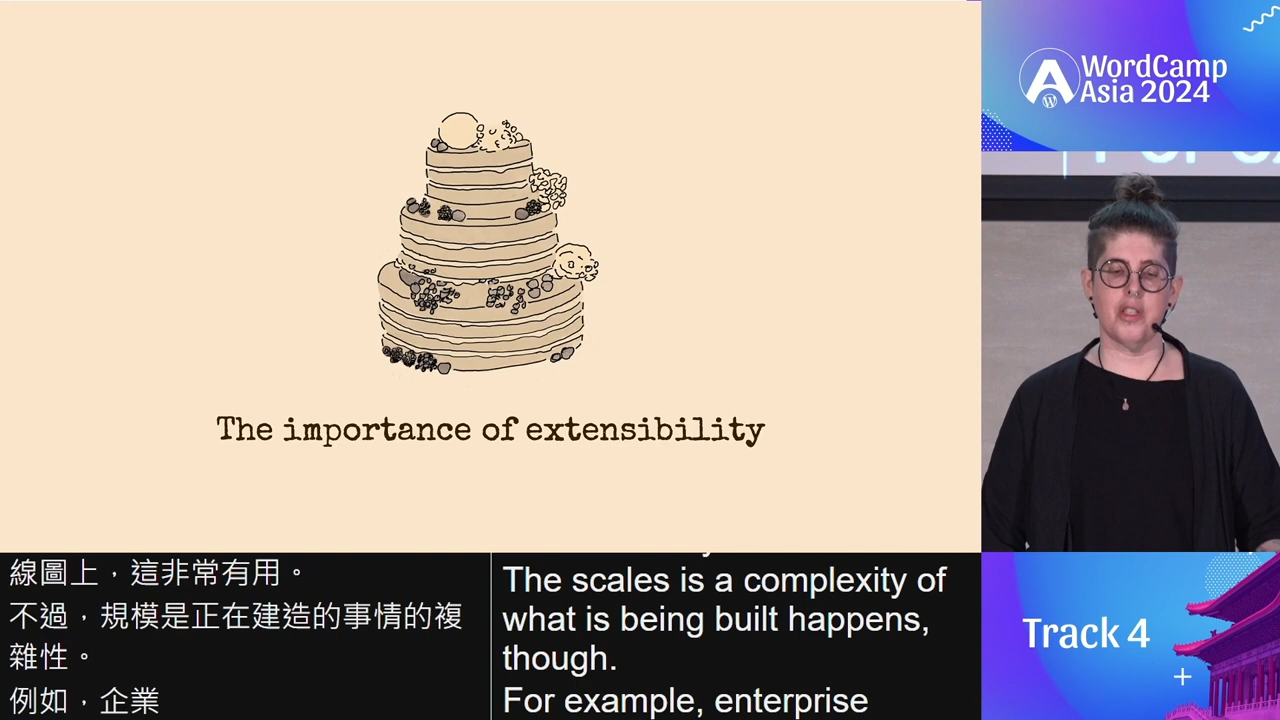 The importance of extensibility
WordCamp
Asia 2024
線圖上，這非常有用。
不過，規模是正在建造的事情的複
雜性。
例如，企業
The scales is a complexity of
what is being built happens,
though.
For example, enterprise
Track 4